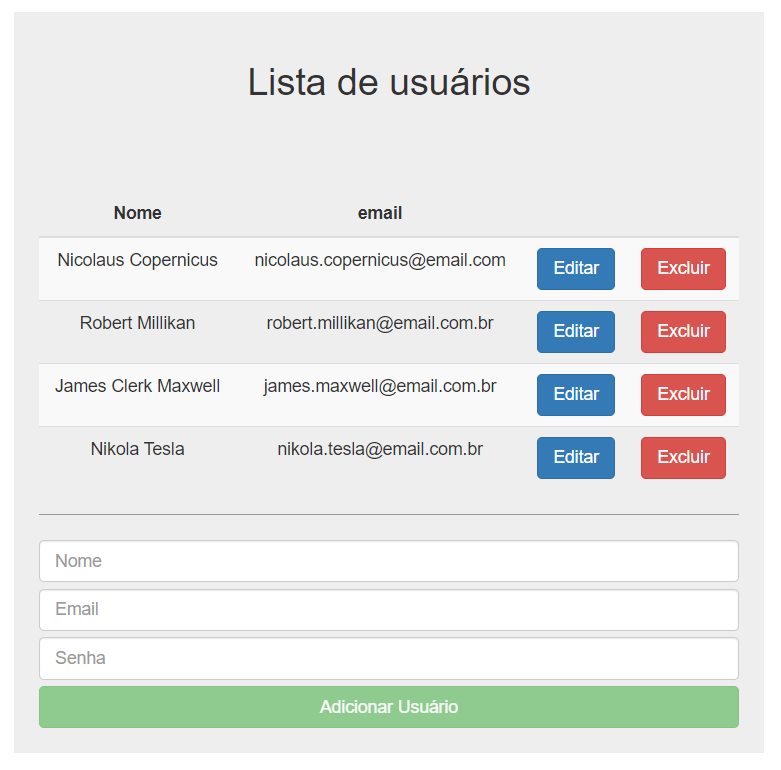 Lista de usuários
Nome email
Nicolaus Copernicus nicolaus.copernicus@email.com Editar Excluir
Robert Millikan robert.millikan@email.com.br Editar Excluir
James Clerk Maxwell james.maxwell@email.com.br Editar Excluir
Nikola Tesla nikola.tesla@email.com.br Editar Excluir
Nome
Email
Senha
Adicionar Usuário